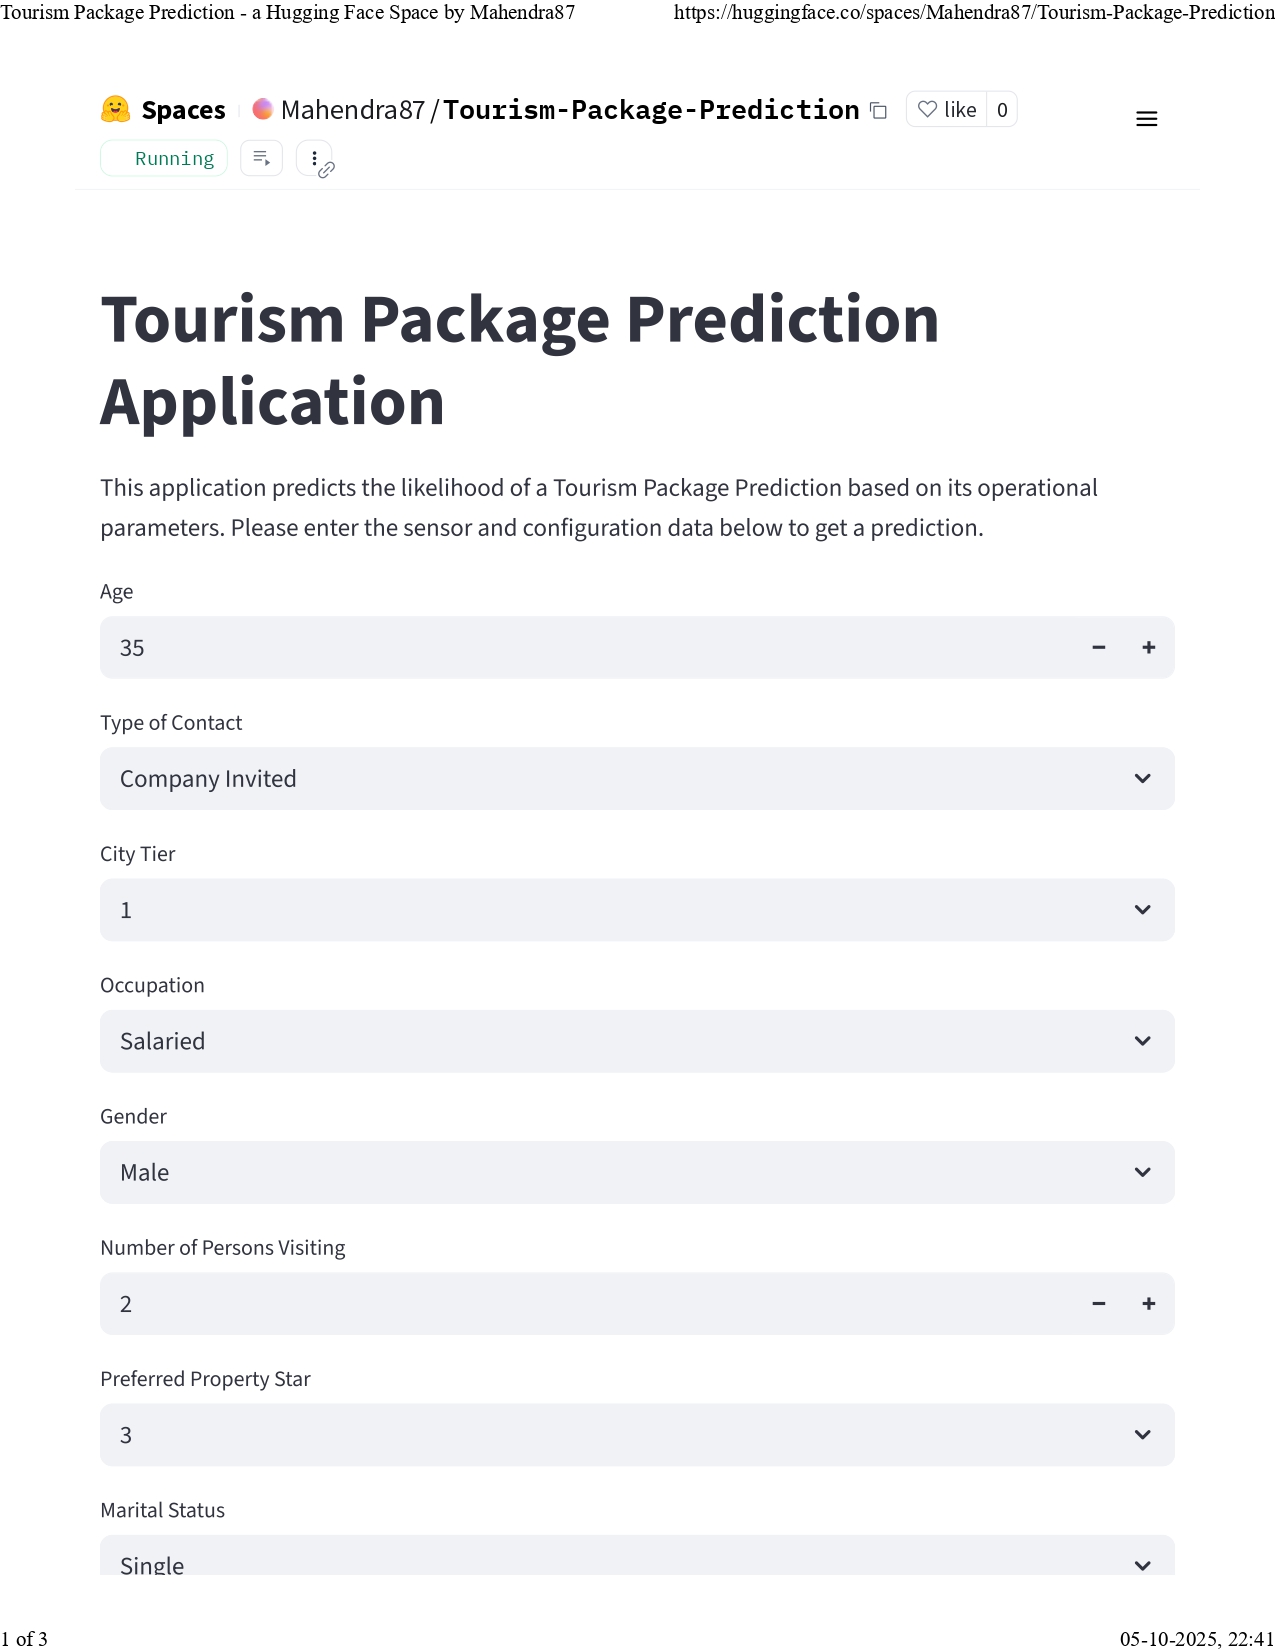 Tourism Package Prediction - a Hugging Face Space by Mahendra87 https://huggingface.co/spaces/Mahendra87/Tourism-Package-Prediction
Spaces Mahendra87/Tourism-Package-Prediction like 0
Running
Tourism Package Prediction
Application
This application predicts the likelihood of a Tourism Package Prediction based on its operational
parameters. Please enter the sensor and configuration data below to get a prediction.
Age
35
Type of Contact
Company Invited
City Tier
1
Occupation
Salaried
Gender
Male
Number of Persons Visiting
2
Preferred Property Star
3
Marital Status
Single
1 of 3 05-10-2025, 22:41